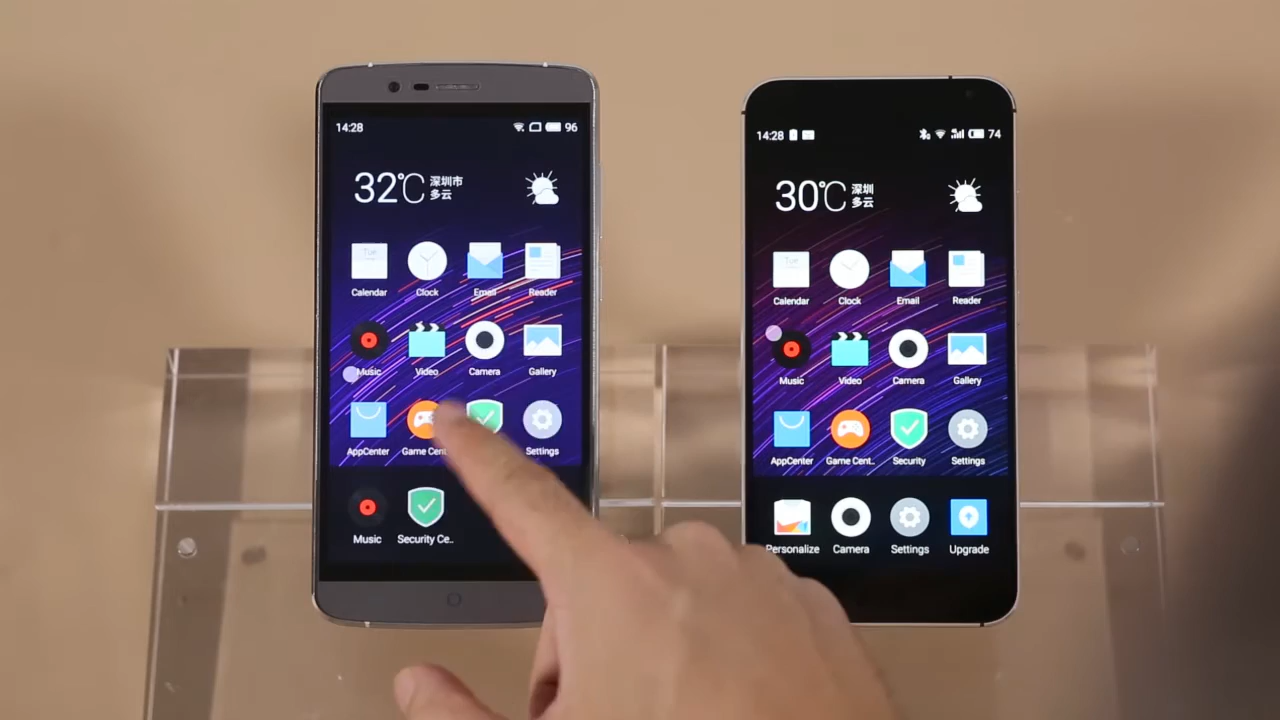 14:28
96
32℃ 深圳市
多云
Tue
Calendar Clock Email Reader
Music Video Camera Gallery
AppCenter Game Cent.. Settings
Music Security Ce..
14:28
74
30℃ 深圳
多云
Calendar Clock Email Reader
Music Video Camera Gallery
AppCenter Game Cent.. Security Settings
Personalize Camera Settings Upgrade